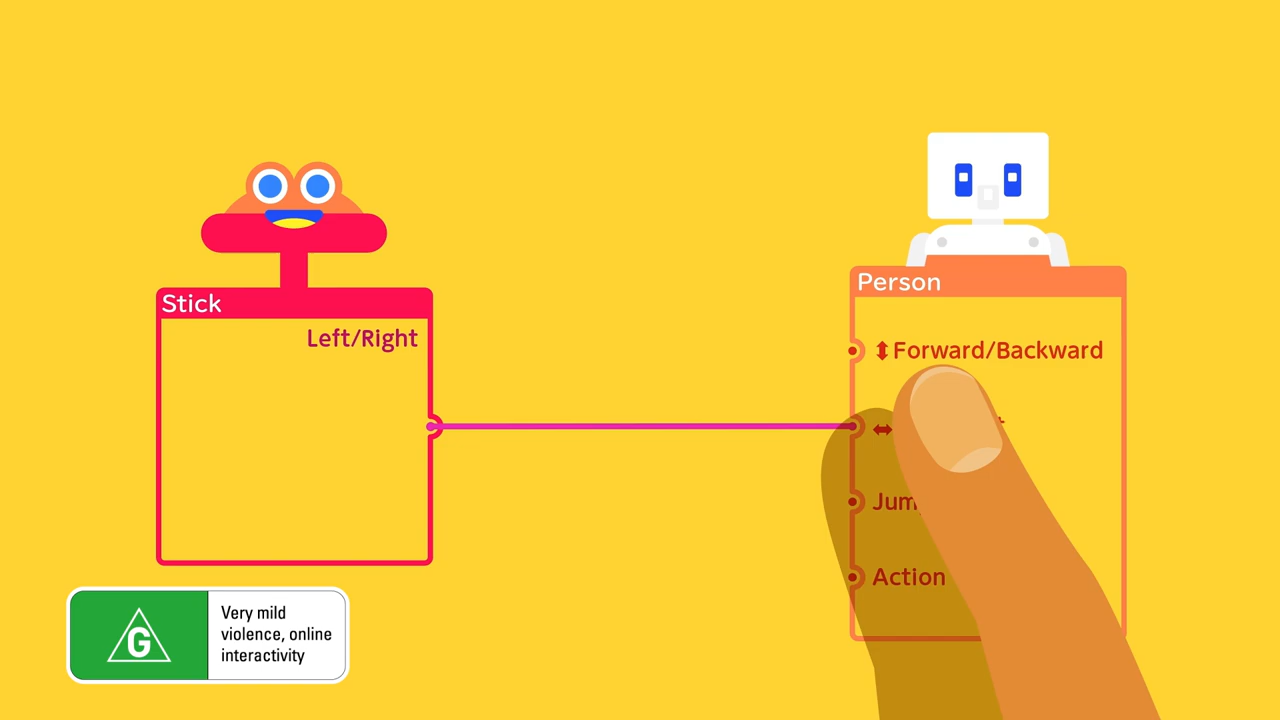 Stick
Left/Right
Person
Forward/Backward
Action
G
Very mild
violence, online
interactivity